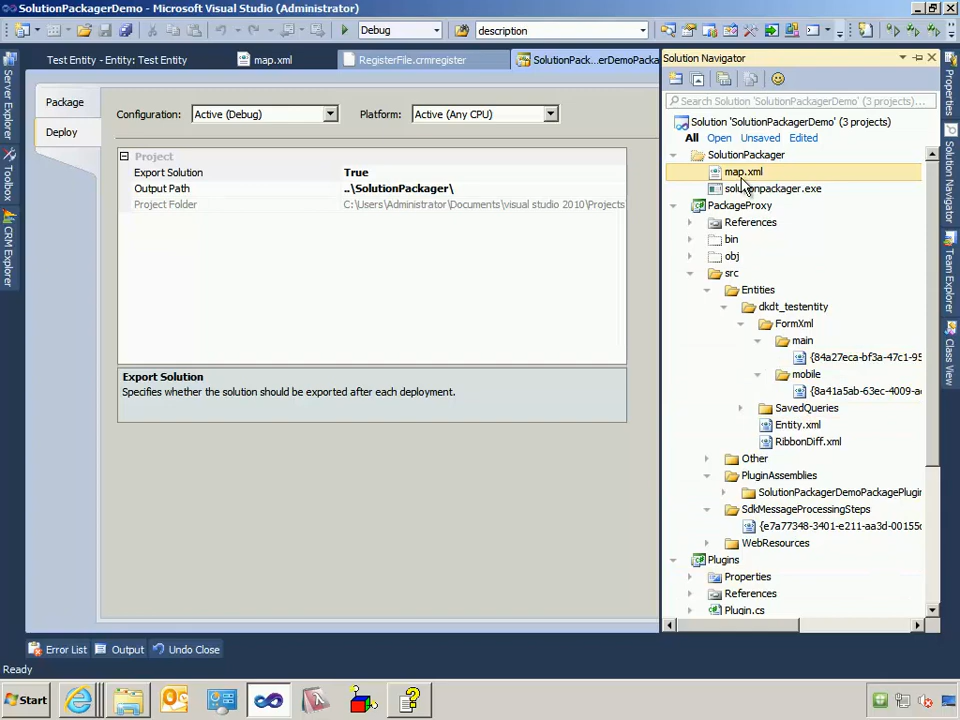 SolutionPackagerDemo - Microsoft Visual Studio (Administrator)
Debug
description
Test Entity - Entity: Test Entity
map.xml
RegisterFile.crmregister
SolutionPack...erDemoPacka
Server Explorer
Toolbox
CRM Explorer
Package
Deploy
Configuration:
Active (Debug)
Platform:
Active (Any CPU)
Project
Export Solution
True
Output Path
..\SolutionPackager\
Project Folder
C:\Users\Administrator\Documents\visual studio 2010\Projects
Export Solution
Specifies whether the solution should be exported after each deployment.
Solution Navigator
Search Solution 'SolutionPackagerDemo' (3 projects)...
Solution 'SolutionPackagerDemo' (3 projects)
All Open Unsaved Edited
SolutionPackager
map.xml
solutionpackager.exe
PackageProxy
References
bin
obj
src
Entities
dkdt_testentity
FormXml
main
{84a27eca-bf3a-47c1-95
mobile
{8a41a5ab-63ec-4009-a
SavedQueries
Entity.xml
RibbonDiff.xml
Other
PluginAssemblies
SolutionPackagerDemoPackagePlugin
SdkMessageProcessingSteps
{e7a77348-3401-e211-aa3d-00155d
WebResources
Plugins
Properties
References
Plugin.cs
Properties
Solution Navigator
Team Explorer
Class View
Error List
Output
Undo Close
Ready
Start